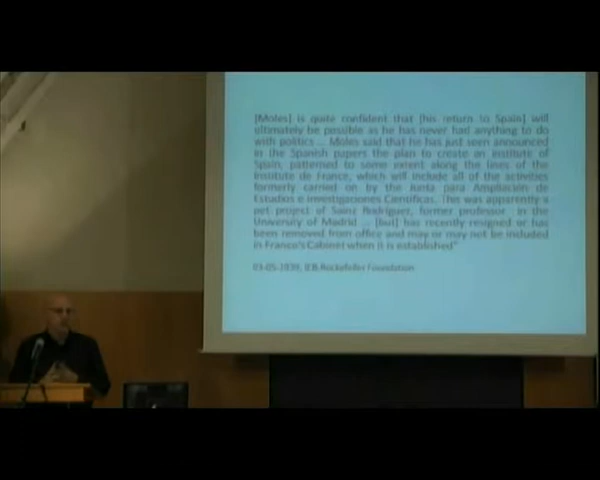 [Moles] is quite confident that [his return to Spain] will
ultimately be possible as he has never had anything to do
with politics ... Moles said that he has just seen announced
in the Spanish papers the plan to create an Institute of
Spain, patterned to some extent along the lines of the
Institute de France, which will include all of the activities
formerly carried on by the Junta para Ampliación de
Estudios e Investigaciones Científicas. This was apparently a
pet project of Sainz Rodríguez, former professor in the
University of Madrid ... [but] has recently resigned or has
been removed from office and may or may not be included
in Franco's Cabinet when it is established"
IEB-Rockefeller Foundation